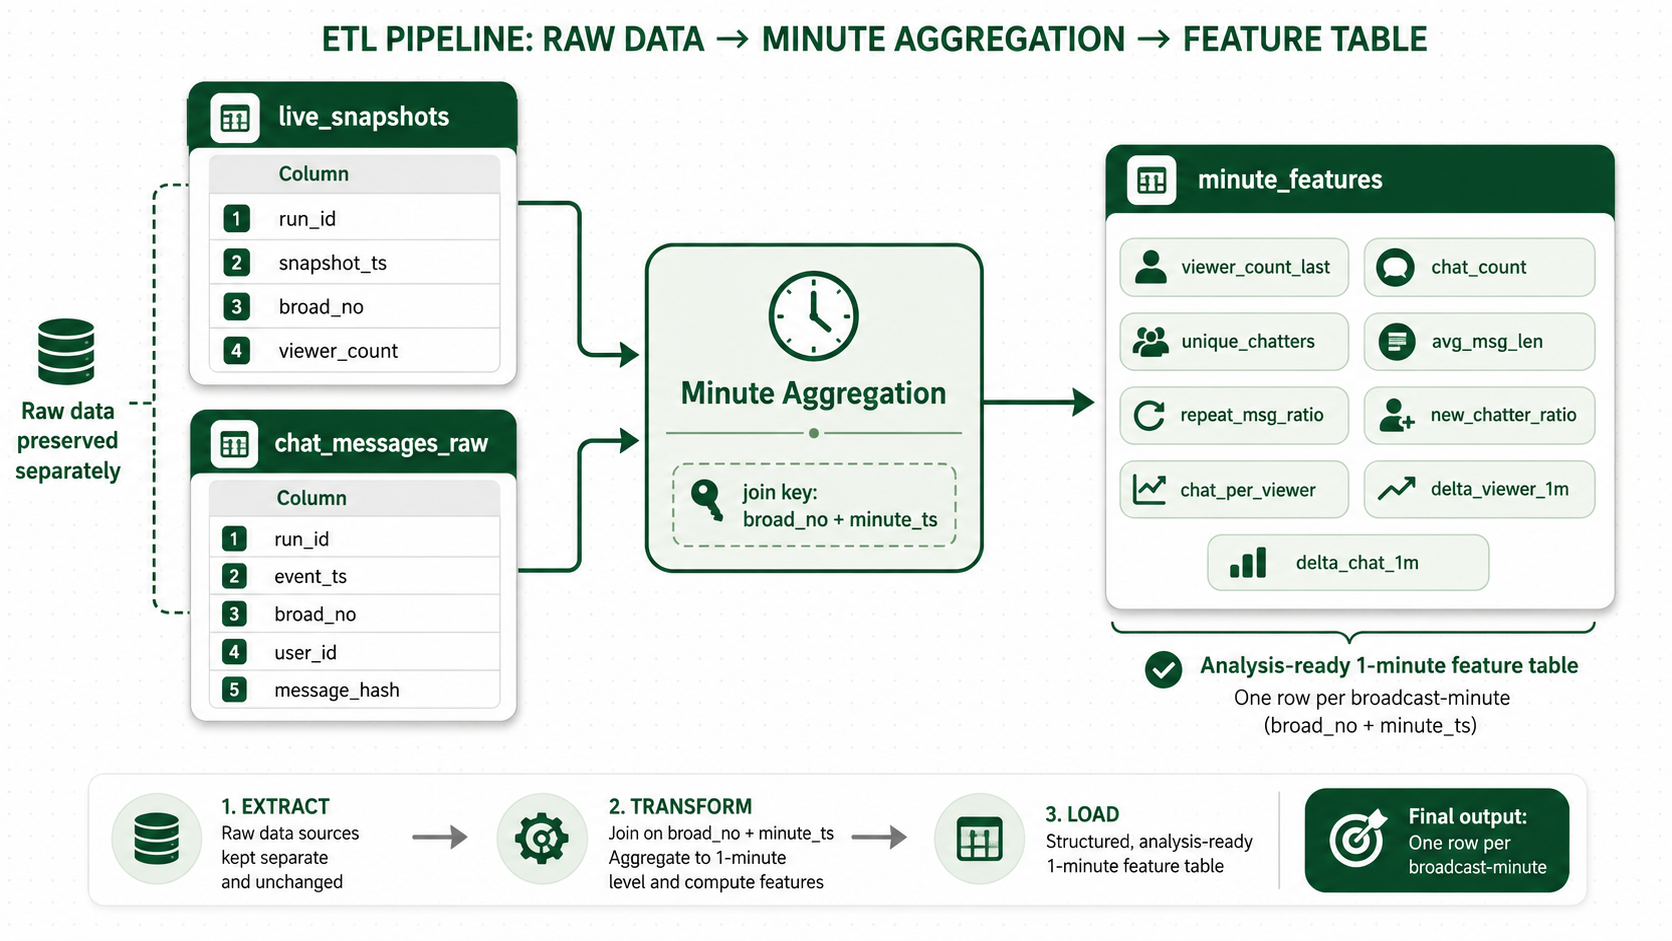 ETL PIPELINE: RAW DATA → MINUTE AGGREGATION → FEATURE TABLE
live_snapshots
Column
1 run_id
2 snapshot_ts
3 broad_no
4 viewer_count
Raw data
preserved
separately
chat_messages_raw
Column
1 run_id
2 event_ts
3 broad_no
4 user_id
5 message_hash
Minute Aggregation
join key:
broad_no + minute_ts
minute_features
viewer_count_last
chat_count
unique_chatters
avg_msg_len
repeat_msg_ratio
new_chatter_ratio
chat_per_viewer
delta_viewer_1m
delta_chat_1m
Analysis-ready 1-minute feature table
One row per broadcast-minute
(broad_no + minute_ts)
1. EXTRACT
Raw data sources
kept separate
and unchanged
2. TRANSFORM
Join on broad_no + minute_ts
Aggregate to 1-minute
level and compute features
3. LOAD
Structured, analysis-ready
1-minute feature table
Final output:
One row per
broadcast-minute